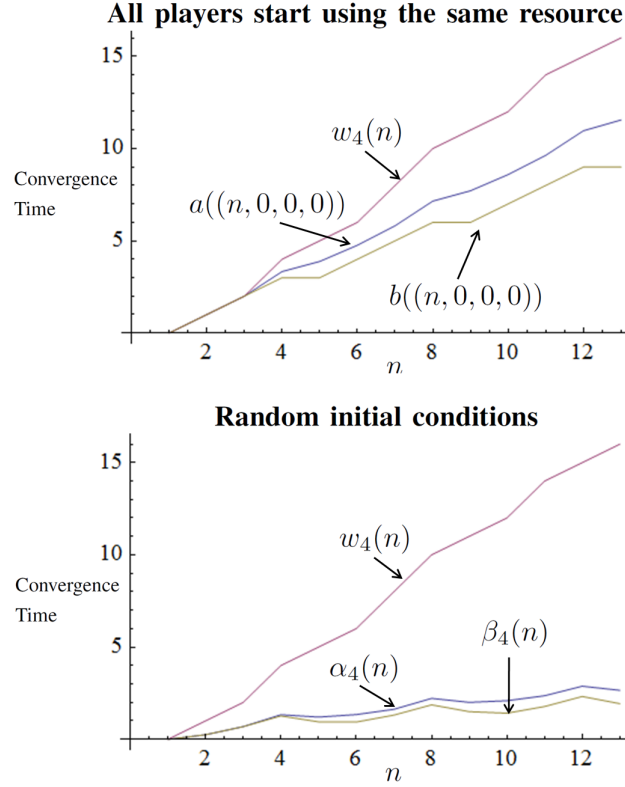 All players start using the same resource
15
w₄(n)
10
Convergence
Time
a((n, 0, 0, 0))
5
b((n, 0, 0, 0))
2 4 6 8 10 12
n
Random initial conditions
15
w₄(n)
10
Convergence
Time
β₄(n)
5
α₄(n)
2 4 6 8 10 12
n